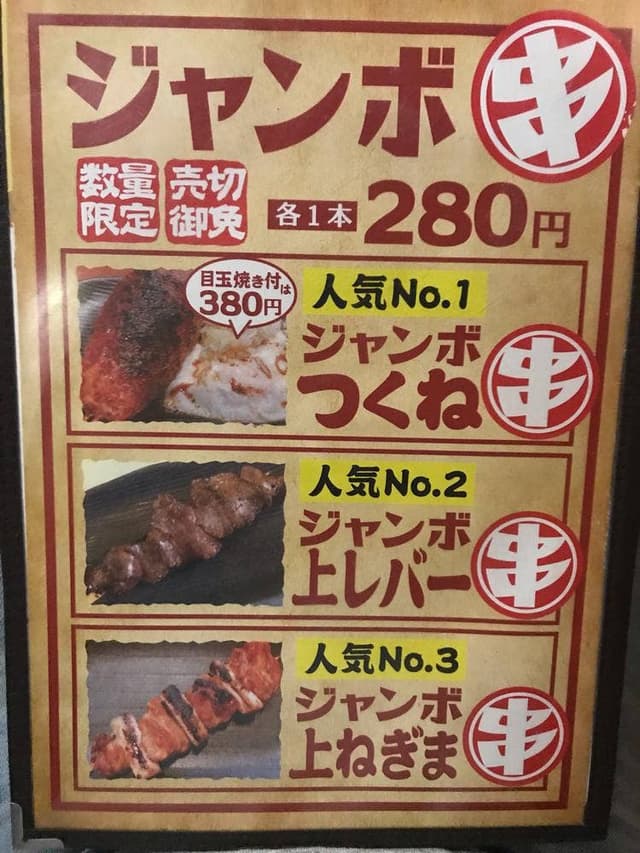 ジャンボ串
数量限定
売切御免
各1本 280円
目玉焼き付は
380円
人気No.1
ジャンボ
つくね
串
人気No.2
ジャンボ
上レバー
串
人気No.3
ジャンボ
上ねぎま
串